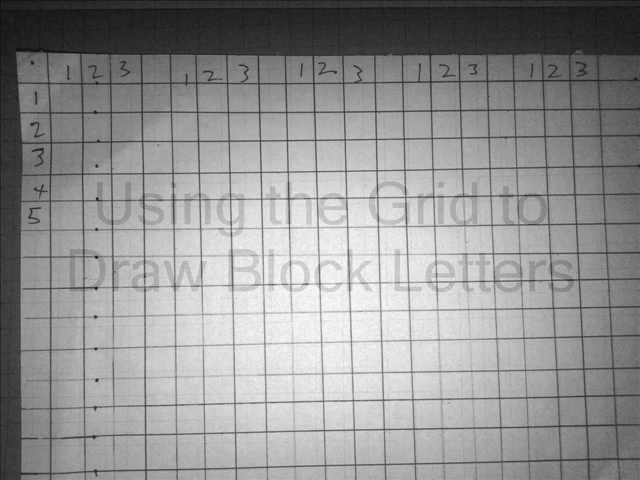 1 2 3 1 2 3 1 2 3 1 2 3 1 2 3
1
2
3
4
5
Using the Grid to
Draw Block Letters